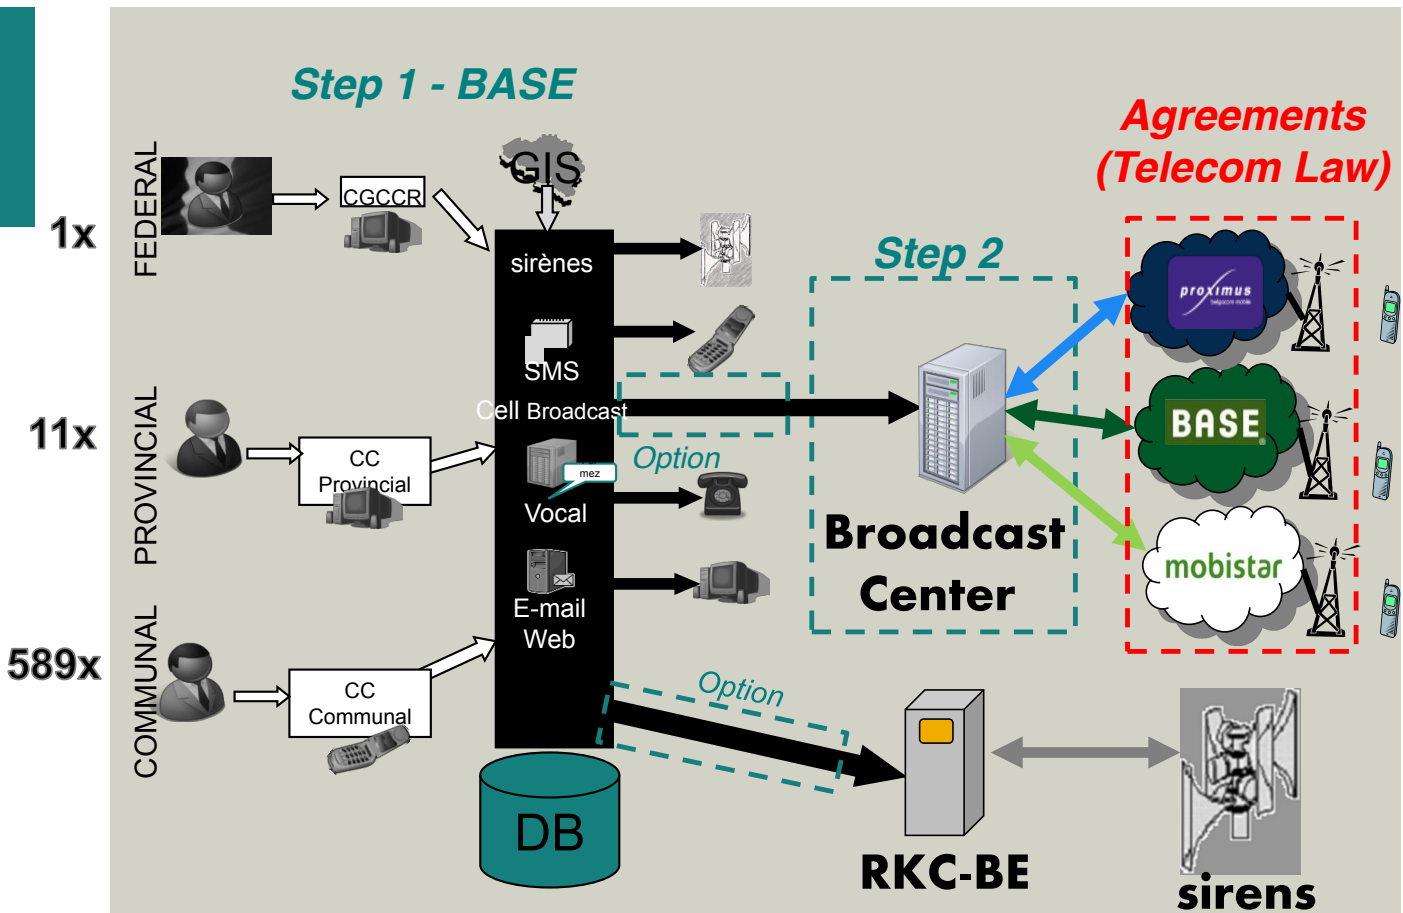 Step 1 - BASE
Agreements
(Telecom Law)
GIS
FEDERAL
CGCCR
1x
sirènes
Step 2
proximus
belgacom mobile
SMS
Cell Broadcast
BASE
®
11x
PROVINCIAL
CC
Provincial
Option
mez
Vocal
Broadcast
Center
mobistar
E-mail
Web
589x
COMMUNAL
CC
Communal
Option
DB
RKC-BE
sirens